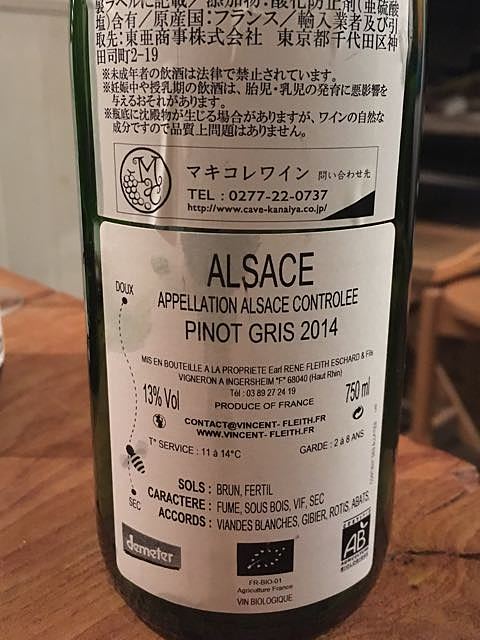 裏ラベルに記載/添加物:酸化防止剤(亜硫酸
塩)含有/原産国:フランス/輸入業者及び引
取先:東亜商事株式会社 東京都千代田区神
田司町2-19
※未成年者の飲酒は法律で禁止されています。
※妊娠中や授乳期の飲酒は、胎児・乳児の発育に悪影響を
与えるおそれがあります。
※瓶底に沈殿物が生じる場合がありますが、ワインの自然な
成分ですので品質上問題はありません。
マキコレワイン 問い合わせ先
TEL:0277-22-0737
http://www.cave-kanaiya.co.jp/
ALSACE
DOUX
APPELLATION ALSACE CONTROLEE
PINOT GRIS 2014
MIS EN BOUTEILLE A LA PROPRIETE Earl RENE FLEITH ESCHARD & Fils
VIGNERON A INGERSHEIM "F" 68040 (Haut Rhin)
Tél : 03 89 27 24 19
13% Vol
750 ml
PRODUCE OF FRANCE
CONTACT@VINCENT-FLEITH.FR
WWW.VINCENT-FLEITH.FR
T° SERVICE : 11 à 14°C
GARDE : 2 à 8 ANS
SEC
SOLS : BRUN, FERTIL
CARACTERE : FUME, SOUS BOIS, VIF, SEC
ACCORDS : VIANDES BLANCHES, GIBIER, ROTIS, ABATS,
demeter
AB
FR-BIO-01
Agriculture France
VIN BIOLOGIQUE